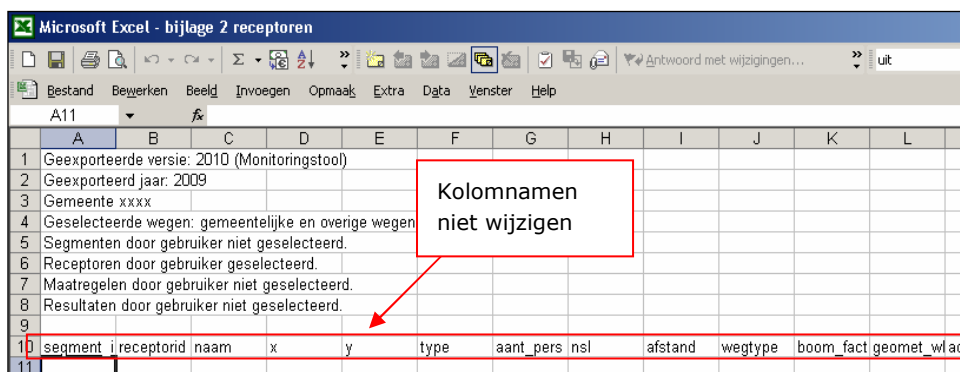 Microsoft Excel - bijlage 2 receptoren
Antwoord met wijzigingen...
uit
Bestand Bewerken Beeld Invoegen Opmaak Extra Data Venster Help
A11 fx
A B C D E F G H I J K L
1 Geexporteerde versie: 2010 (Monitoringstool)
2 Geexporteerd jaar: 2009
3 Gemeente xxxx
4 Geselecteerde wegen: gemeentelijke en overige wegen
5 Segmenten door gebruiker niet geselecteerd.
6 Receptoren door gebruiker geselecteerd.
7 Maatregelen door gebruiker niet geselecteerd.
8 Resultaten door gebruiker niet geselecteerd.
9
10 segment_i receptorid naam x y type aant_pers nsl afstand wegtype boom_fact geomet_wl
11
Kolomnamen
niet wijzigen